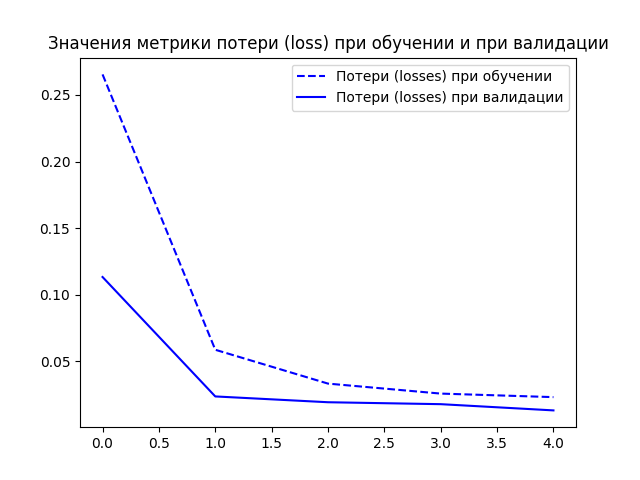 Значения метрики потери (loss) при обучении и при валидации
Потери (losses) при обучении
Потери (losses) при валидации
0.25
0.20
0.15
0.10
0.05
0.0 0.5 1.0 1.5 2.0 2.5 3.0 3.5 4.0